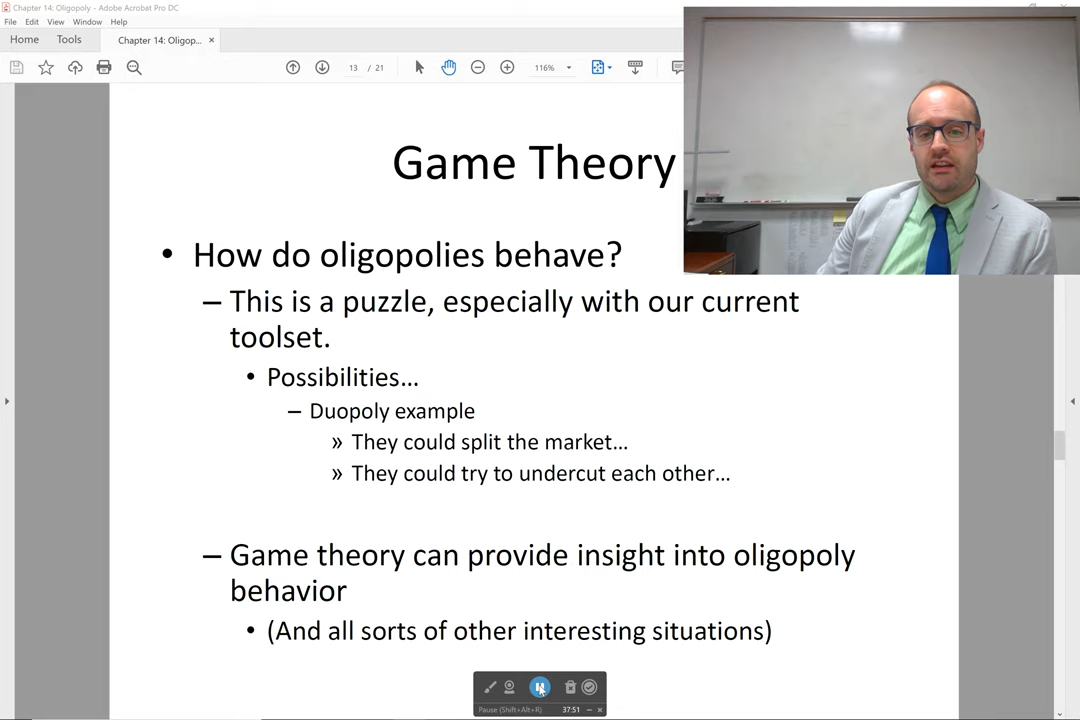 Chapter 14: Oligopoly - Adobe Acrobat Pro DC
File Edit View Window Help
Home Tools Chapter 14: Oligop... ×
13 / 21 116%
Game Theory
• How do oligopolies behave?
– This is a puzzle, especially with our current
toolset.
• Possibilities…
– Duopoly example
» They could split the market…
» They could try to undercut each other…
– Game theory can provide insight into oligopoly
behavior
• (And all sorts of other interesting situations)
Pause (Shift+Alt+R) 37:51